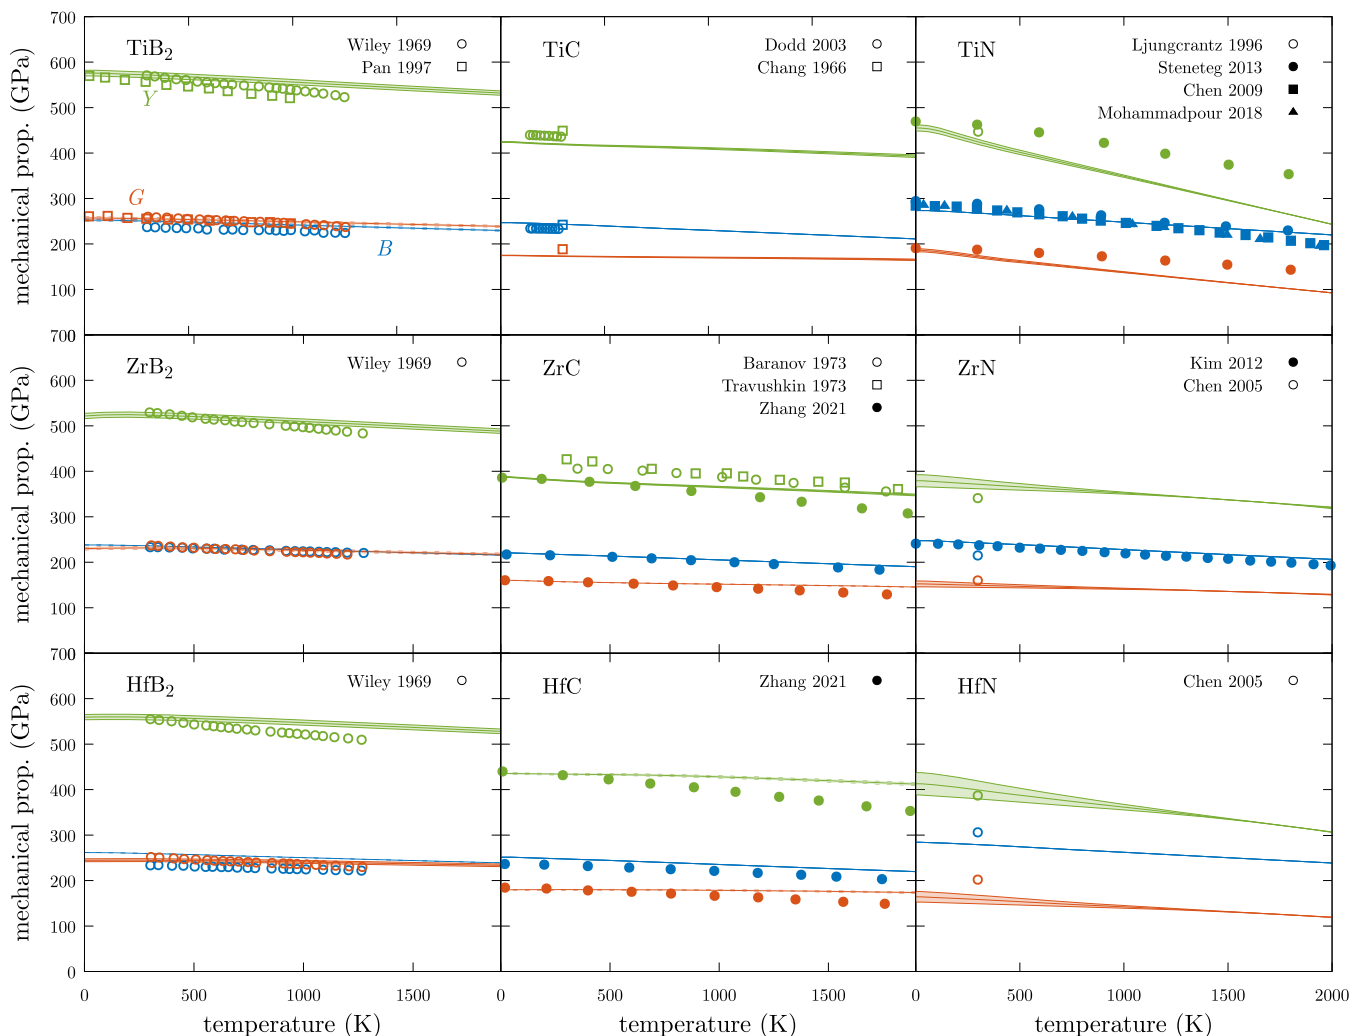 mechanical prop. (GPa)
700
600
500
400
300
200
100
TiB2
Wiley 1969
Pan 1997
Y
G
B
TiC
Dodd 2003
Chang 1966
TiN
Ljungcrantz 1996
Steneteg 2013
Chen 2009
Mohammadpour 2018
mechanical prop. (GPa)
700
600
500
400
300
200
100
ZrB2
Wiley 1969
ZrC
Baranov 1973
Travushkin 1973
Zhang 2021
ZrN
Kim 2012
Chen 2005
mechanical prop. (GPa)
700
600
500
400
300
200
100
0
HfB2
Wiley 1969
HfC
Zhang 2021
HfN
Chen 2005
0 500 1000 1500
0 500 1000 1500
0 500 1000 1500 2000
temperature (K)
temperature (K)
temperature (K)